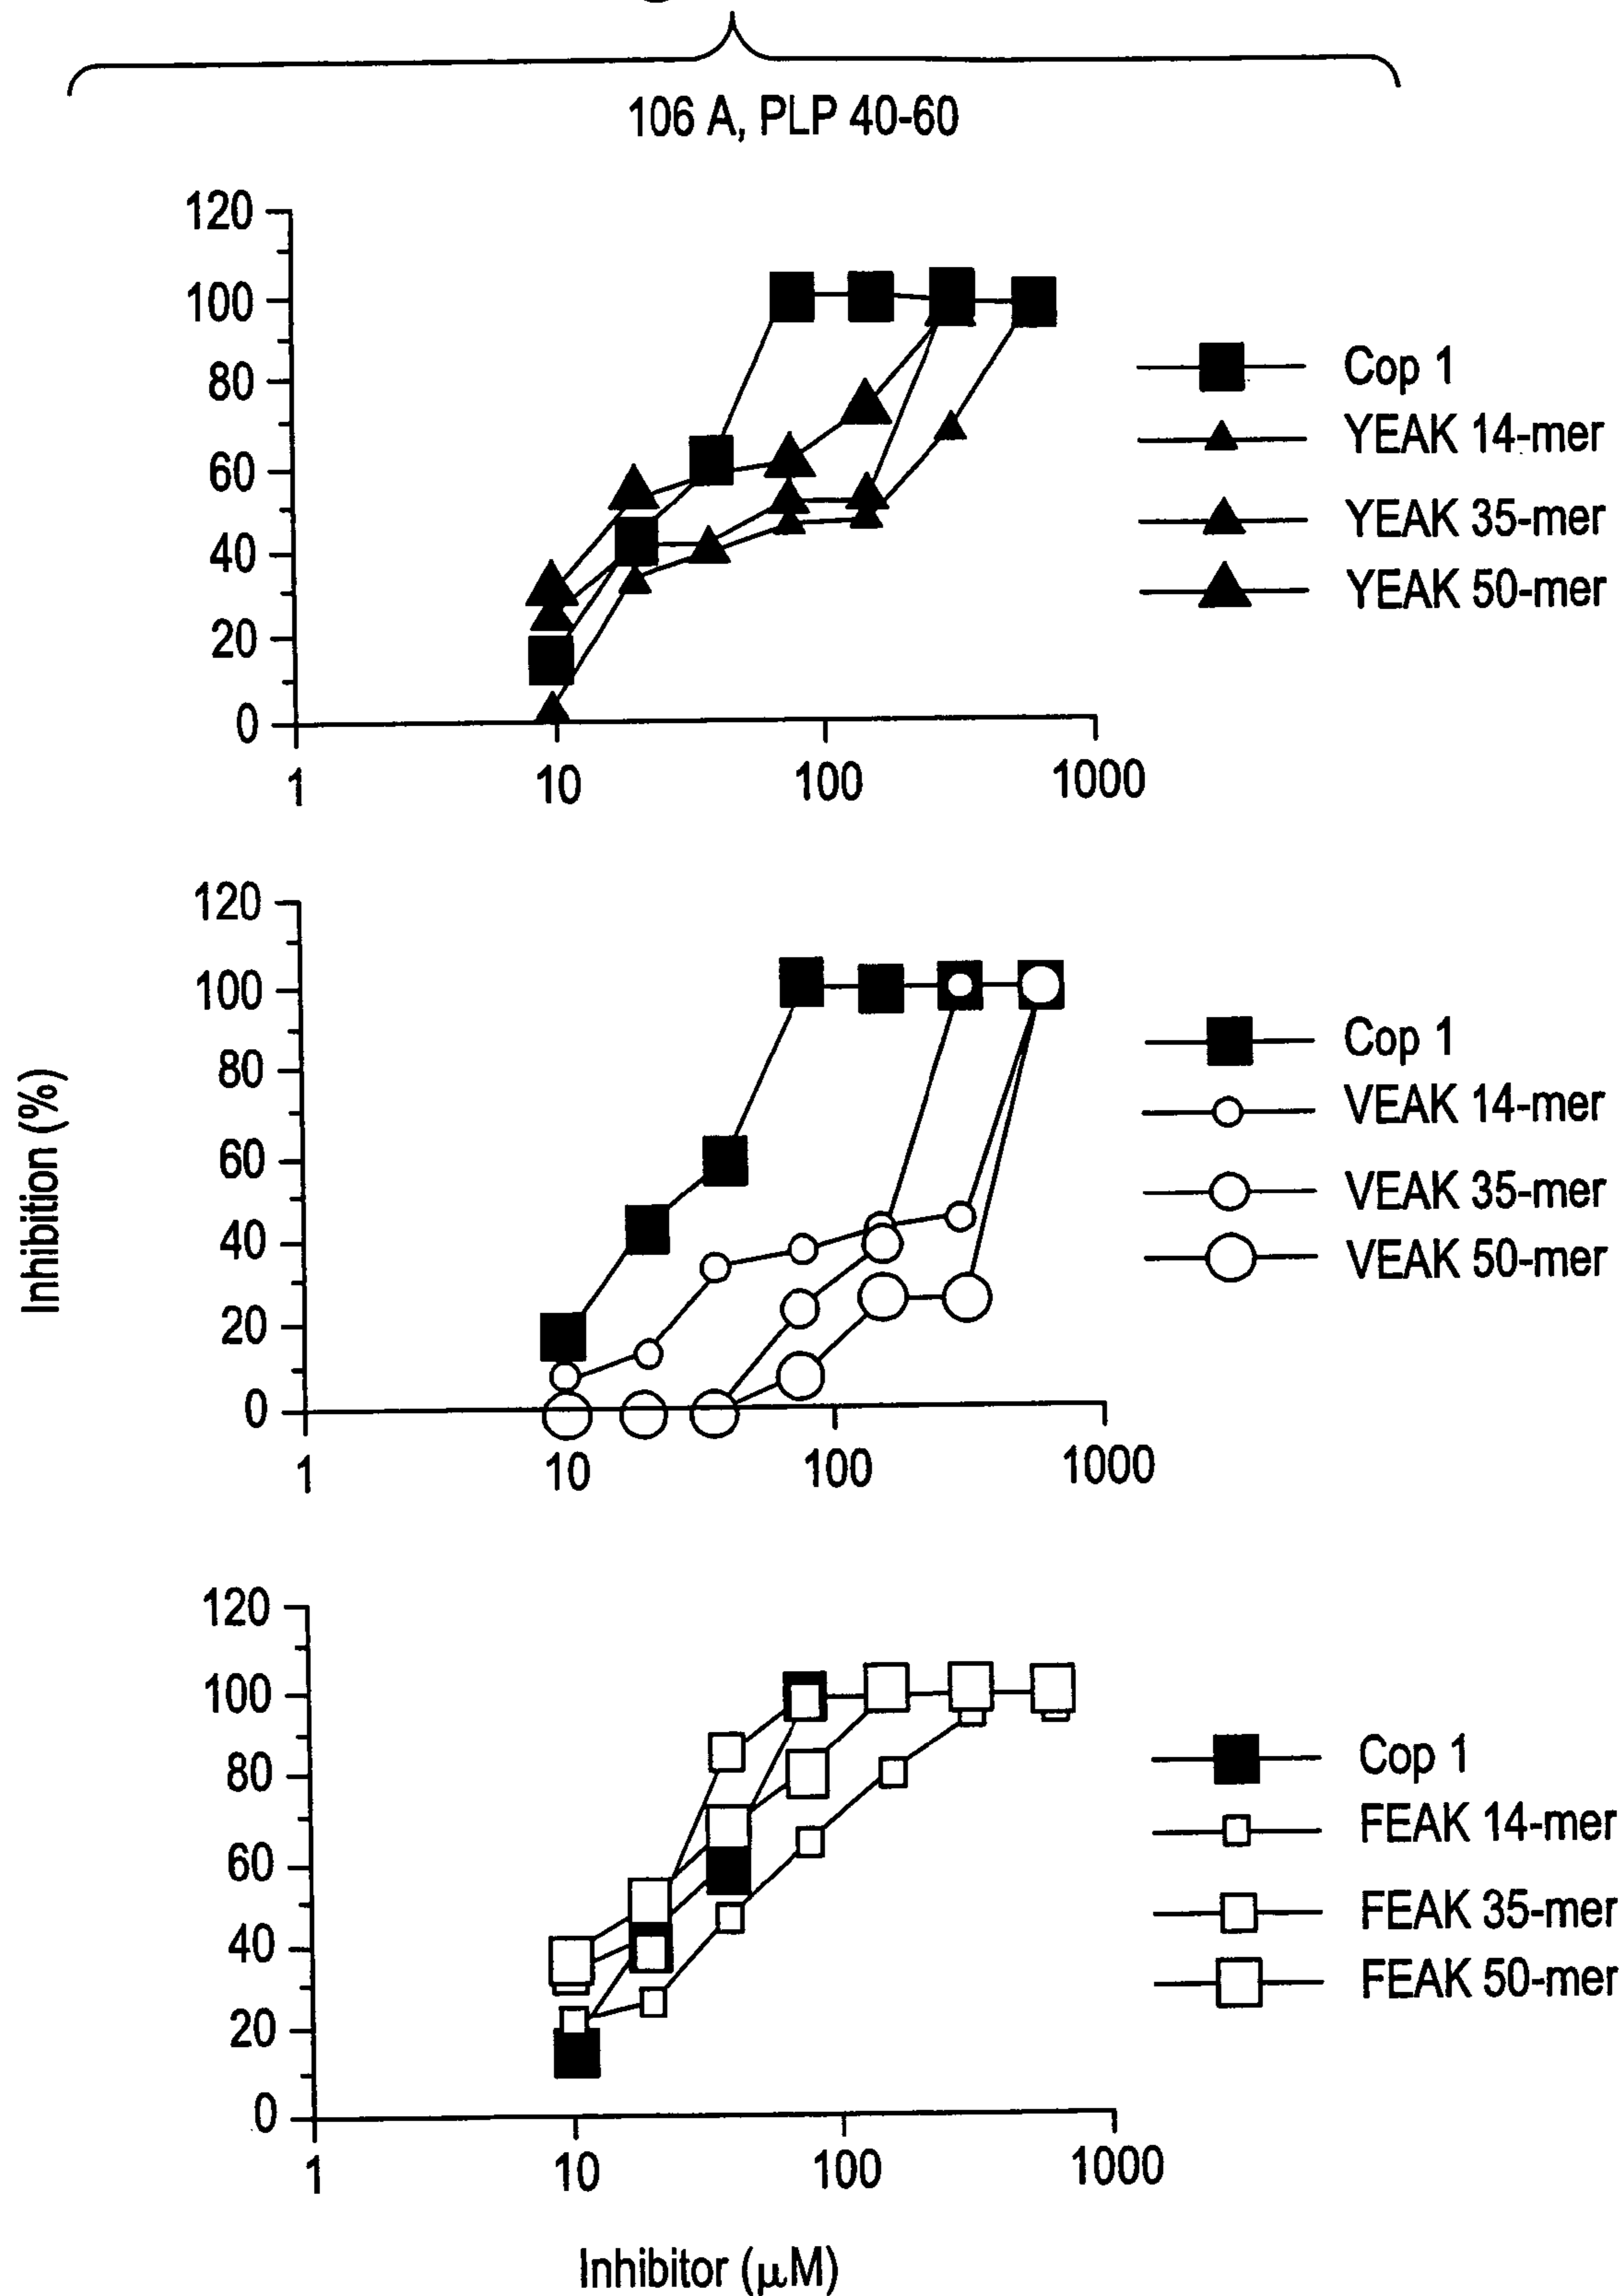 106 A, PLP 40-60
120
100
80
60
40
20
0
1
10
100
1000
Cop 1
YEAK 14-mer
YEAK 35-mer
YEAK 50-mer
Inhibition (%)
120
100
80
60
40
20
0
1
10
100
1000
Cop 1
VEAK 14-mer
VEAK 35-mer
VEAK 50-mer
120
100
80
60
40
20
0
1
10
100
1000
Cop 1
FEAK 14-mer
FEAK 35-mer
FEAK 50-mer
Inhibitor (μM)